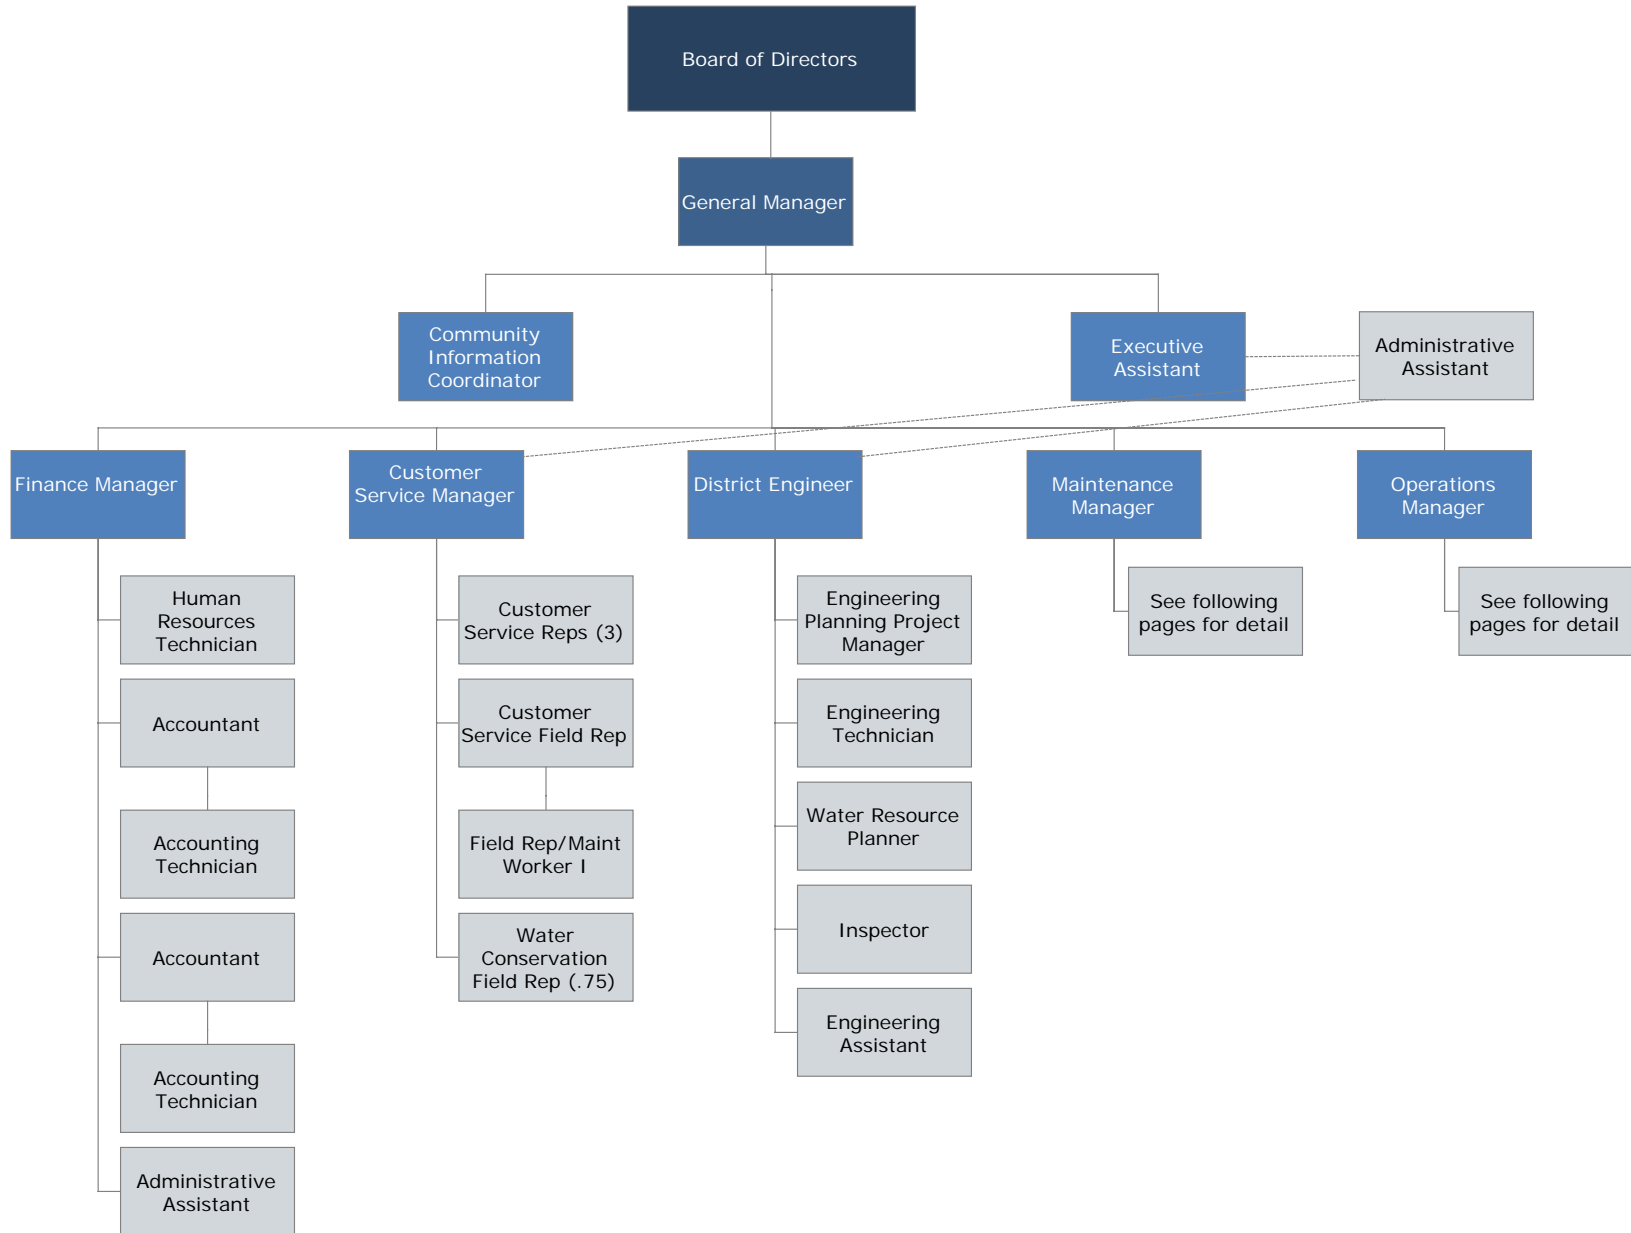 Board of Directors
General Manager
Community
Information
Coordinator
Executive
Assistant
Administrative
Assistant
Finance Manager
Customer
Service Manager
District Engineer
Maintenance
Manager
Operations
Manager
Human
Resources
Technician
Accountant
Accounting
Technician
Accountant
Accounting
Technician
Administrative
Assistant
Customer
Service Reps (3)
Customer
Service Field Rep
Field Rep/Maint
Worker I
Water
Conservation
Field Rep (.75)
Engineering
Planning Project
Manager
Engineering
Technician
Water Resource
Planner
Inspector
Engineering
Assistant
See following
pages for detail
See following
pages for detail